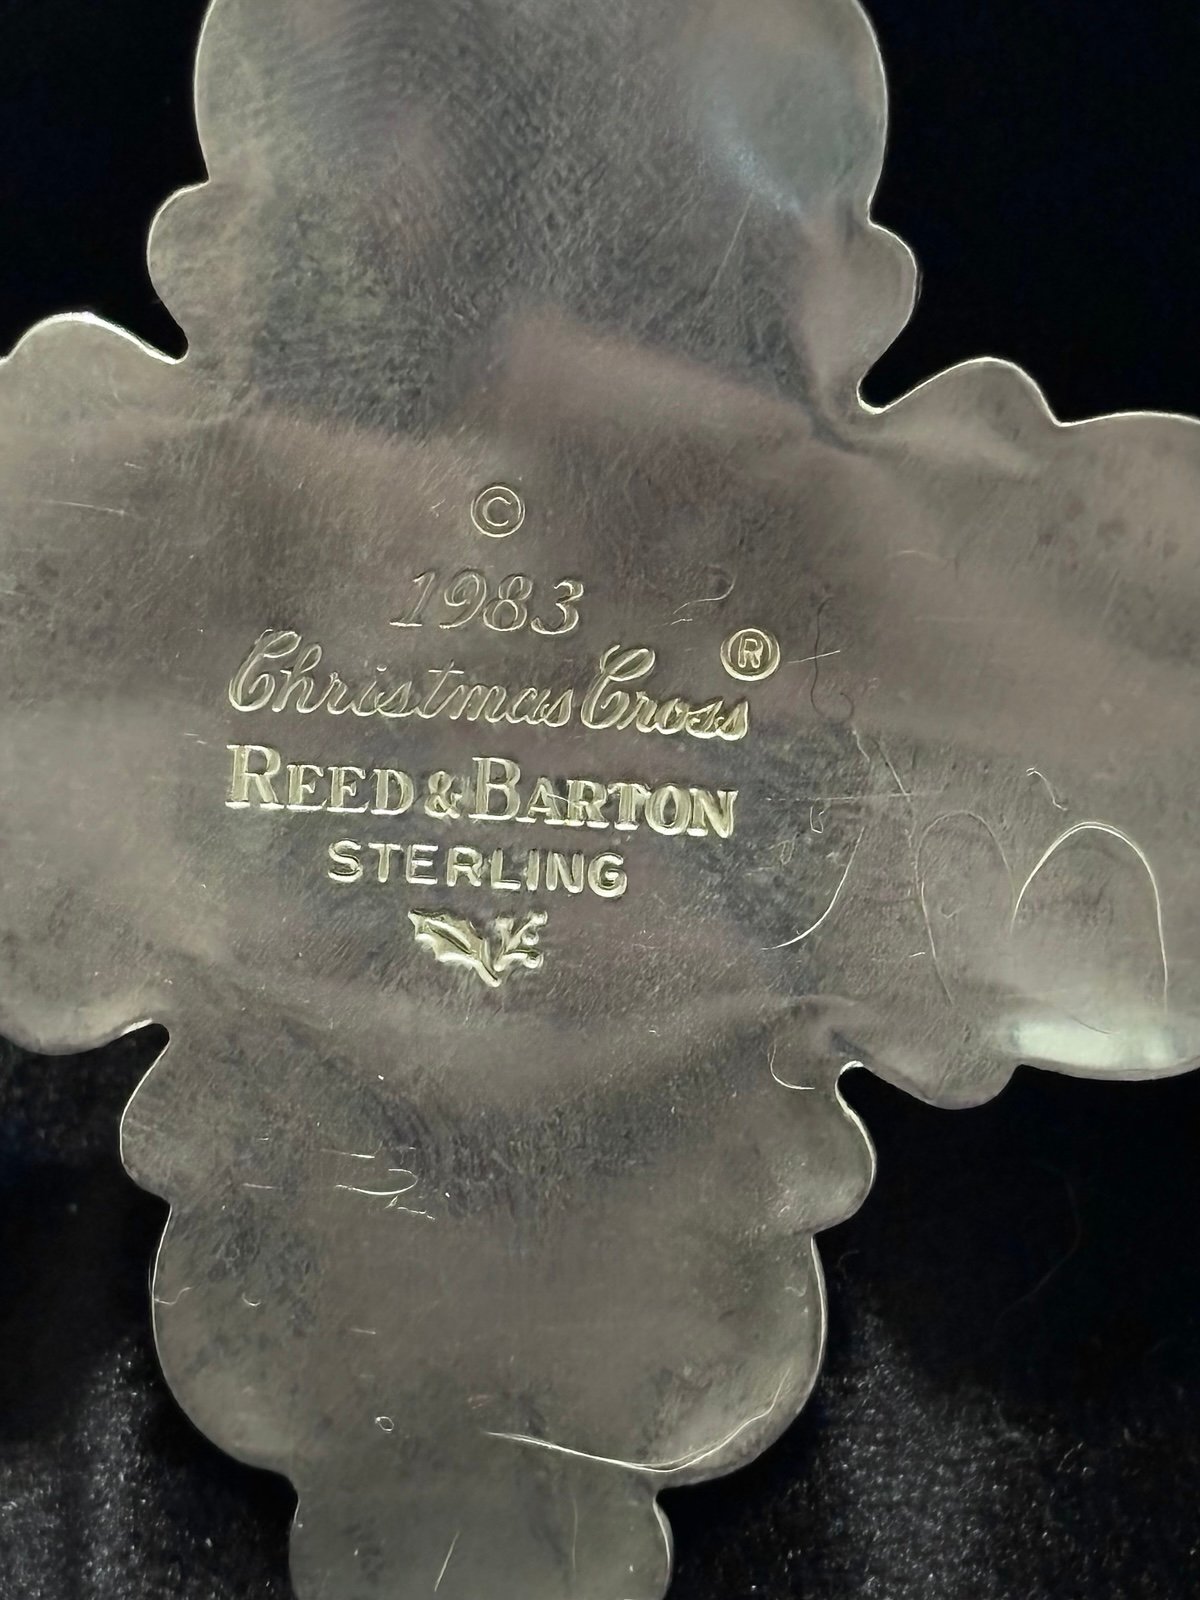 ©
1983
Christmas Cross ®
REED & BARTON
STERLING